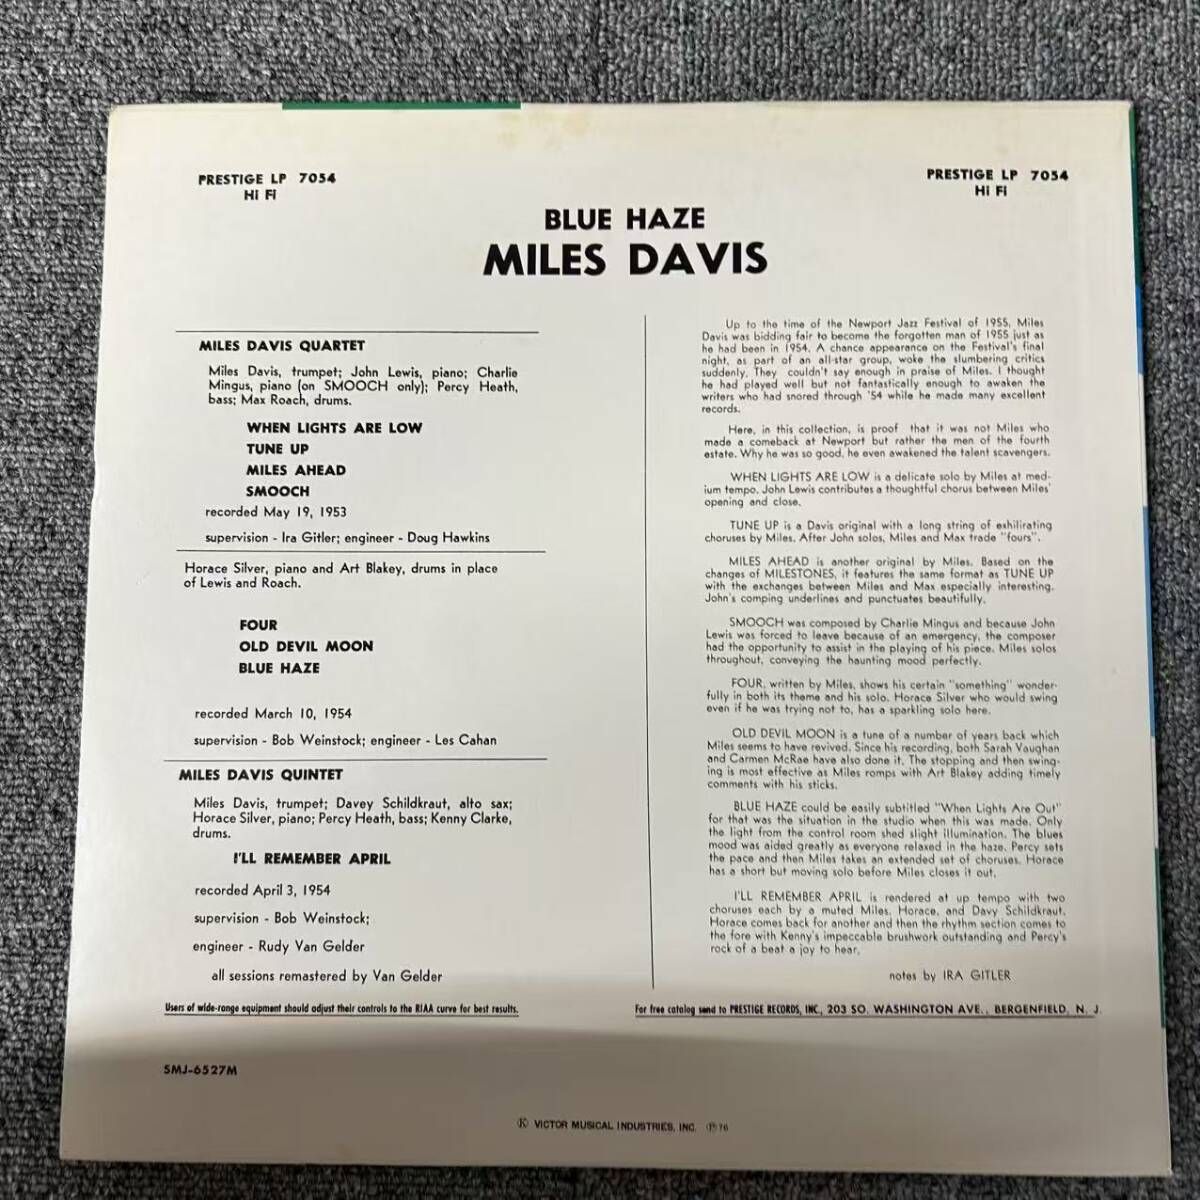 PRESTIGE LP 7054
Hi Fi
PRESTIGE LP 7054
Hi Fi
BLUE HAZE
MILES DAVIS
MILES DAVIS QUARTET
Miles Davis, trumpet; John Lewis, piano; Charlie
Mingus, piano (on SMOOCH only); Percy Heath,
bass; Max Roach, drums.
WHEN LIGHTS ARE LOW
TUNE UP
MILES AHEAD
SMOOCH
recorded May 19, 1953
supervision - Ira Gitler; engineer - Doug Hawkins
Horace Silver, piano and Art Blakey, drums in place
of Lewis and Roach.
FOUR
OLD DEVIL MOON
BLUE HAZE
recorded March 10, 1954
supervision - Bob Weinstock; engineer - Les Cahan
MILES DAVIS QUINTET
Miles Davis, trumpet; Davey Schildkraut, alto sax;
Horace Silver, piano; Percy Heath, bass; Kenny Clarke,
drums.
I'LL REMEMBER APRIL
recorded April 3, 1954
supervision - Bob Weinstock;
engineer - Rudy Van Gelder
all sessions remastered by Van Gelder
Up to the time of the Newport Jazz Festival of 1955, Miles
Davis was bidding fair to become the forgotten man of 1955 just as
he had been in 1954. A chance appearance on the Festival's final
night, as part of an all-star group, woke the slumbering critics
suddenly. They couldn't say enough in praise of Miles. I thought
he had played well but not fantastically enough to awaken the
writers who had snored through '54 while he made many excellent
records.
Here, in this collection, is proof that it was not Miles who
made a comeback at Newport but rather the men of the fourth
estate. Why he was so good, he even awakened the talent scavengers.
WHEN LIGHTS ARE LOW is a delicate solo by Miles at med-
ium tempo. John Lewis contributes a thoughtful chorus between Miles'
opening and close.
TUNE UP is a Davis original with a long string of exhilirating
choruses by Miles. After John solos, Miles and Max trade "fours".
MILES AHEAD is another original by Miles. Based on the
changes of MILESTONES, it features the same format as TUNE UP
with the exchanges between Miles and Max especially interesting.
John's comping underlines and punctuates beautifully.
SMOOCH was composed by Charlie Mingus and because John
Lewis was forced to leave because of an emergency, the composer
had the opportunity to assist in the playing of his piece. Miles solos
throughout, conveying the haunting mood perfectly.
FOUR, written by Miles, shows his certain "something" wonder-
fully in both its theme and his solo. Horace Silver who would swing
even if he was trying not to, has a sparkling solo here.
OLD DEVIL MOON is a tune of a number of years back which
Miles seems to have revived. Since his recording, both Sarah Vaughan
and Carmen McRae have also done it. The stopping and then swing-
ing is most effective as Miles romps with Art Blakey adding timely
comments with his sticks.
BLUE HAZE could be easily subtitled "When Lights Are Out"
for that was the situation in the studio when this was made. Only
the light from the control room shed slight illumination. The blues
mood was aided greatly as everyone relaxed in the haze. Percy sets
the pace and then Miles takes an extended set of choruses. Horace
has a short but moving solo before Miles closes it out.
I'LL REMEMBER APRIL is rendered at up tempo with two
choruses each by a muted Miles, Horace, and Davy Schildkraut.
Horace comes back for another and then the rhythm section comes to
the fore with Kenny's impeccable brushwork outstanding and Percy's
rock of a beat a joy to hear.
notes by IRA GITLER
Users of wide-range equipment should adjust their controls to the RIAA curve for best results.
For free catalog send to PRESTIGE RECORDS, INC., 203 SO. WASHINGTON AVE., BERGENFIELD, N. J.
SMJ-6527M
Ⓚ VICTOR MUSICAL INDUSTRIES, INC. ℗ 76